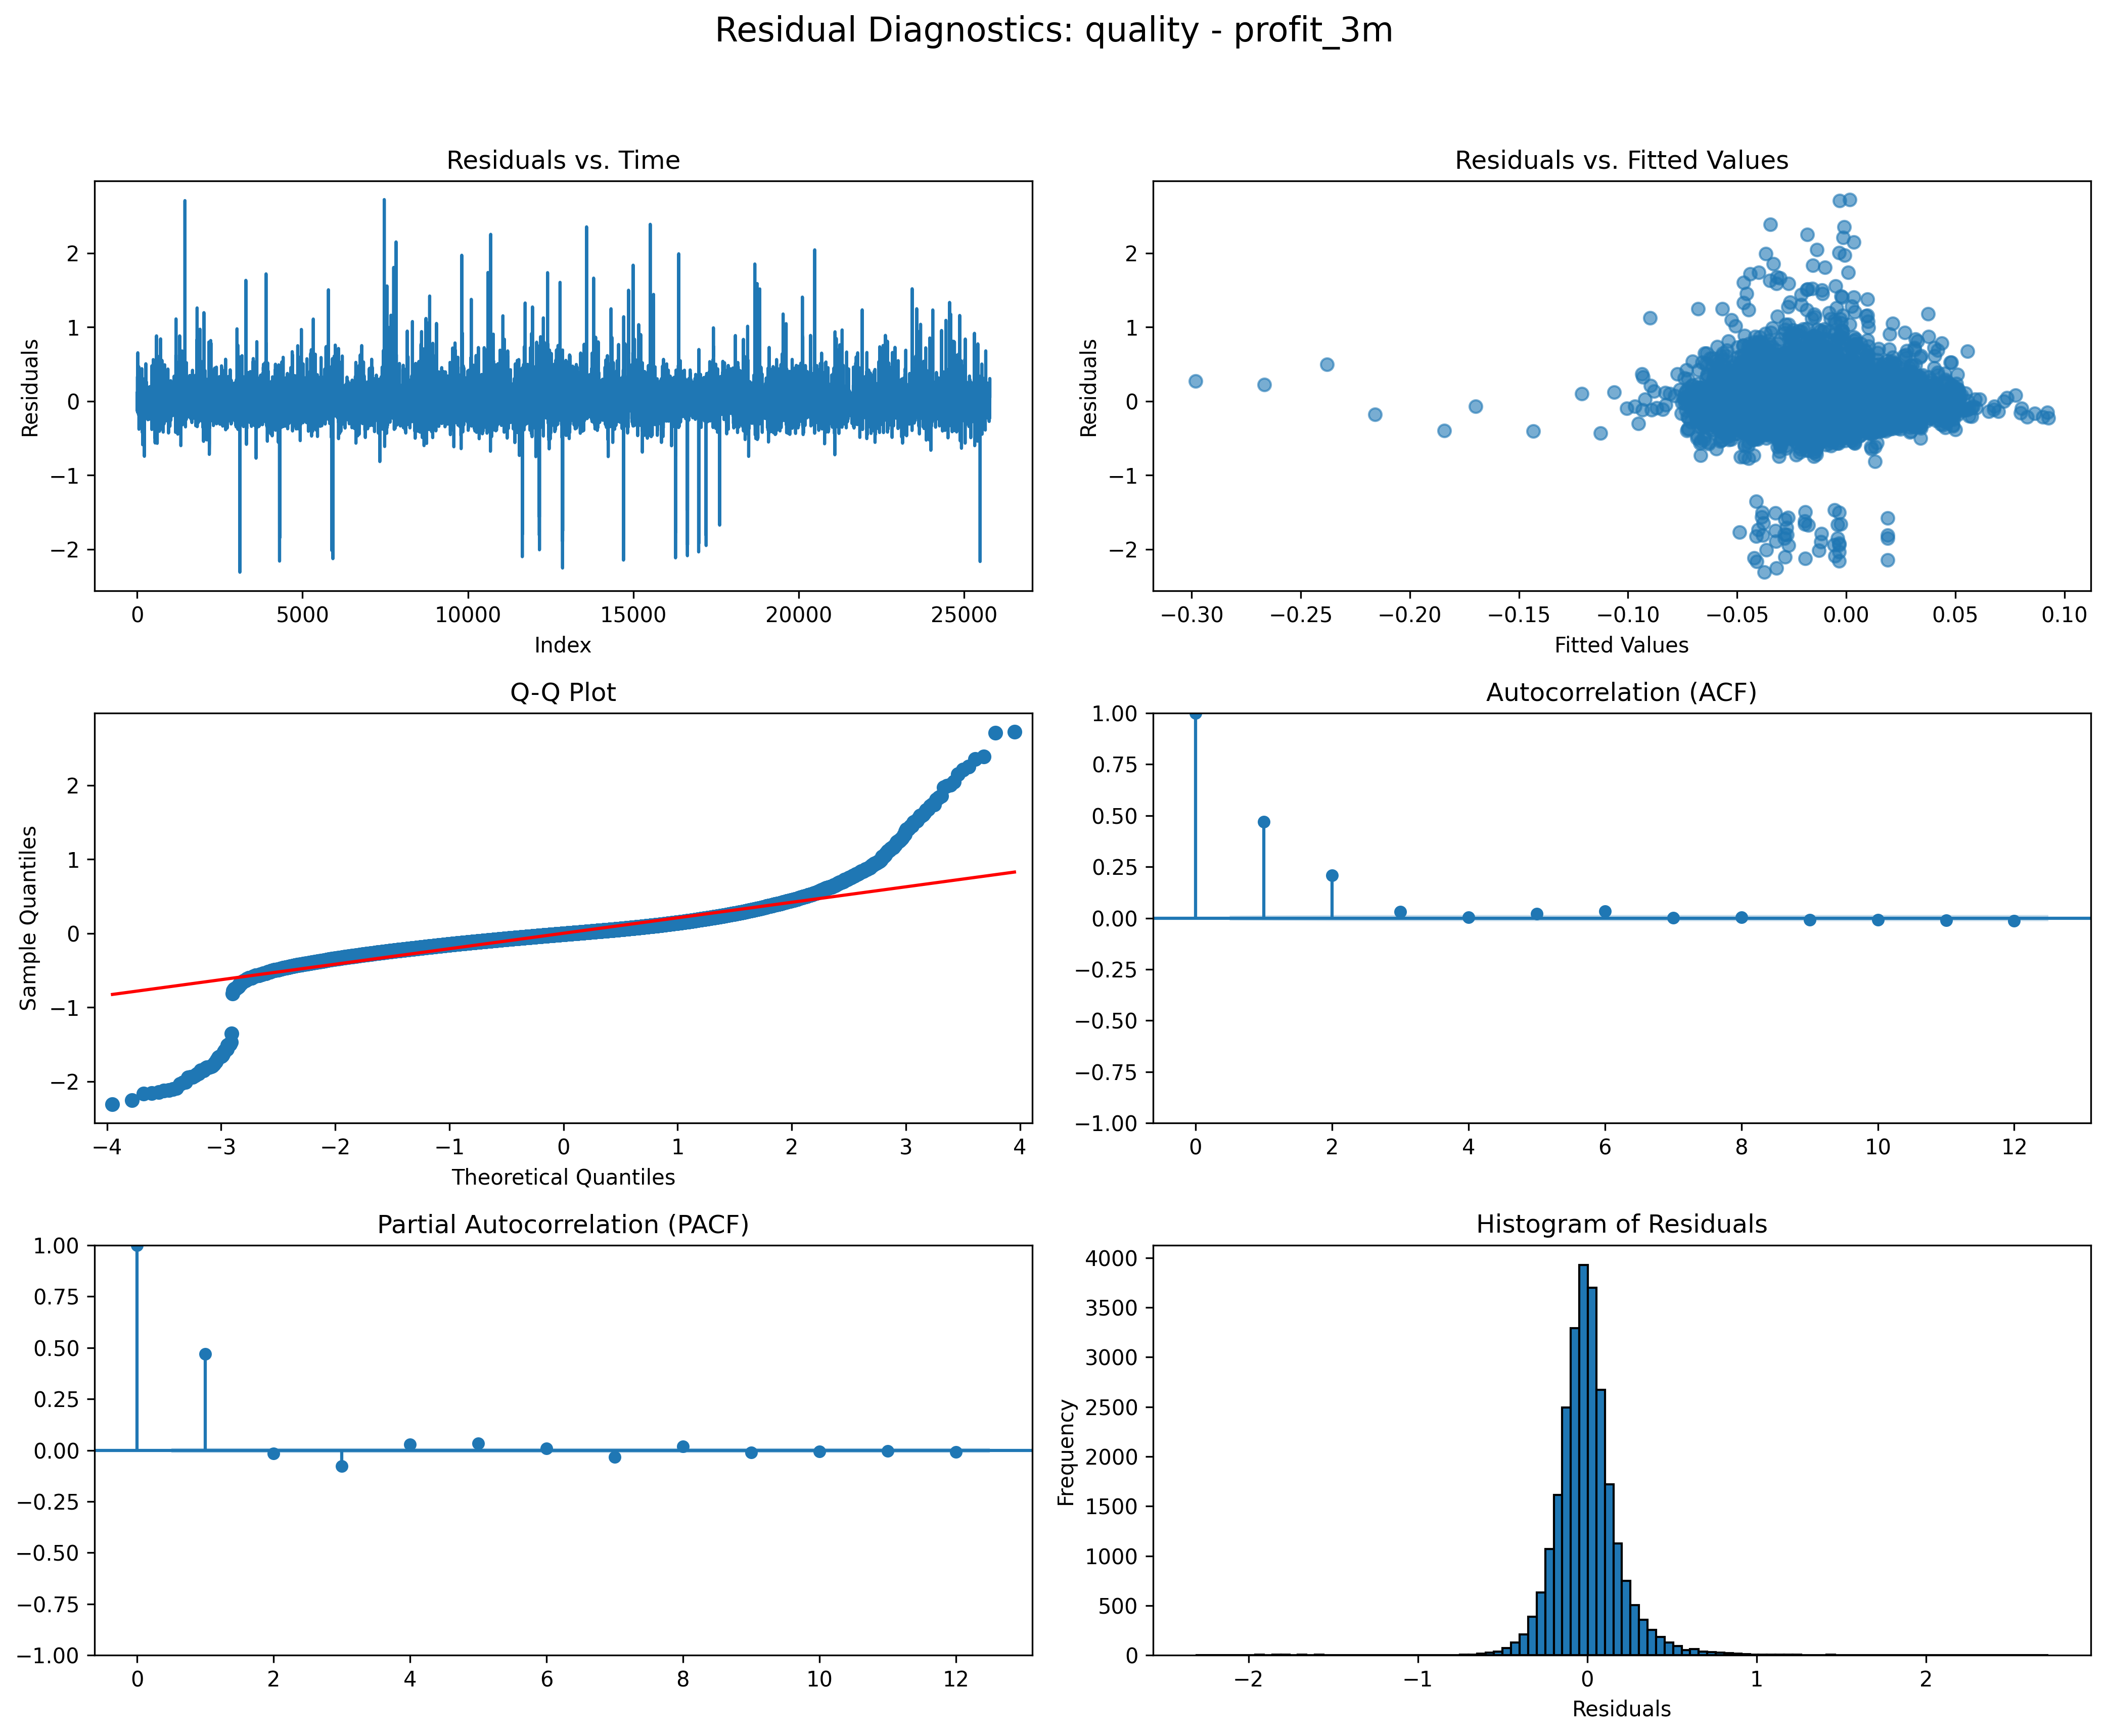 Residual Diagnostics: quality - profit_3m
Residuals vs. Time
Residuals
2
1
0
−1
−2
0 5000 10000 15000 20000 25000
Index
Residuals vs. Fitted Values
Residuals
2
1
0
−1
−2
−0.30 −0.25 −0.20 −0.15 −0.10 −0.05 0.00 0.05 0.10
Fitted Values
Q-Q Plot
Sample Quantiles
2
1
0
−1
−2
−4 −3 −2 −1 0 1 2 3 4
Theoretical Quantiles
Autocorrelation (ACF)
1.00
0.75
0.50
0.25
0.00
−0.25
−0.50
−0.75
−1.00
0 2 4 6 8 10 12
Partial Autocorrelation (PACF)
1.00
0.75
0.50
0.25
0.00
−0.25
−0.50
−0.75
−1.00
0 2 4 6 8 10 12
Histogram of Residuals
Frequency
4000
3500
3000
2500
2000
1500
1000
500
0
−2 −1 0 1 2
Residuals